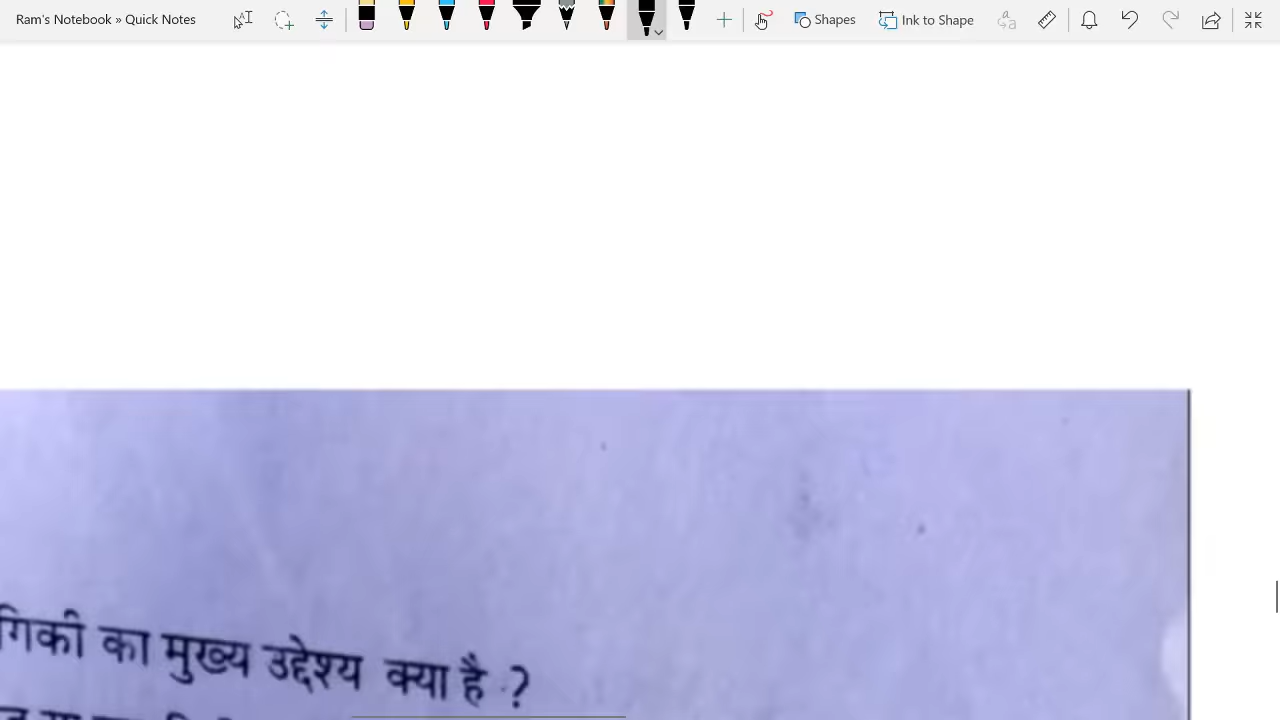 Ram's Notebook » Quick Notes
Shapes
Ink to Shape
गिकी का मुख्य उद्देश्य क्या है ?